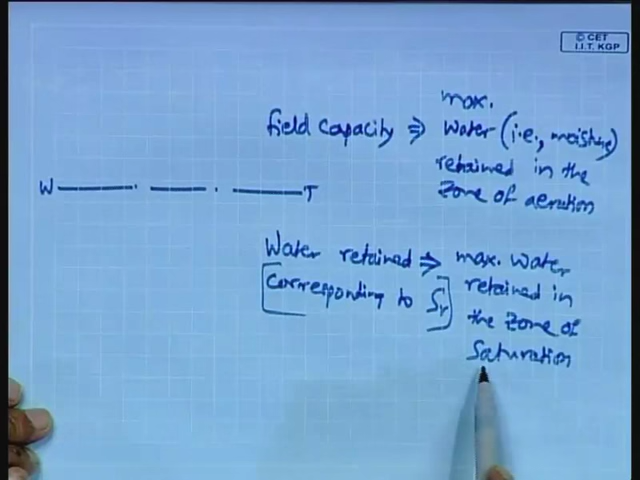 © CET
I.I.T. KGP
max.
field capacity ⇒ Water (i.e., moisture)
retained in the
Zone of aeration
W T
Water retained ⇒ max. water
[Corresponding to Sr] retained in
the Zone of
Saturation